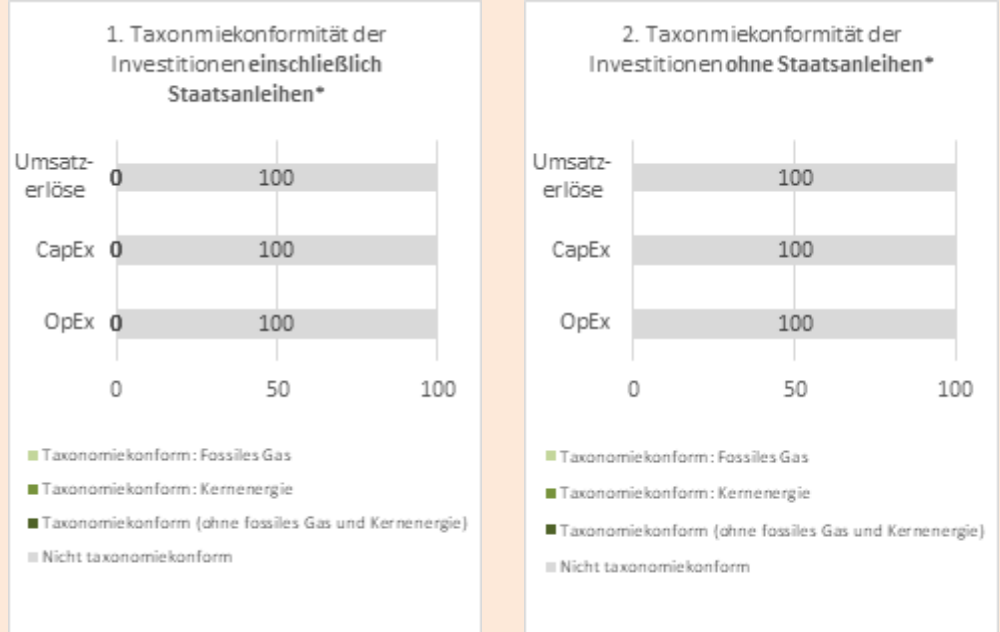 1. Taxonmiekonformität der
Investitionen einschließlich
Staatsanleihen*
Umsatz-
erlöse
0
100
CapEx
0
100
OpEx
0
100
0
50
100
Taxonomiekonform: Fossiles Gas
Taxonomiekonform: Kernenergie
Taxonomiekonform (ohne fossiles Gas und Kernenergie)
Nicht taxonomiekonform
2. Taxonmiekonformität der
Investitionen ohne Staatsanleihen*
Umsatz-
erlöse
100
CapEx
100
OpEx
100
0
50
100
Taxonomiekonform: Fossiles Gas
Taxonomiekonform: Kernenergie
Taxonomiekonform (ohne fossiles Gas und Kernenergie)
Nicht taxonomiekonform